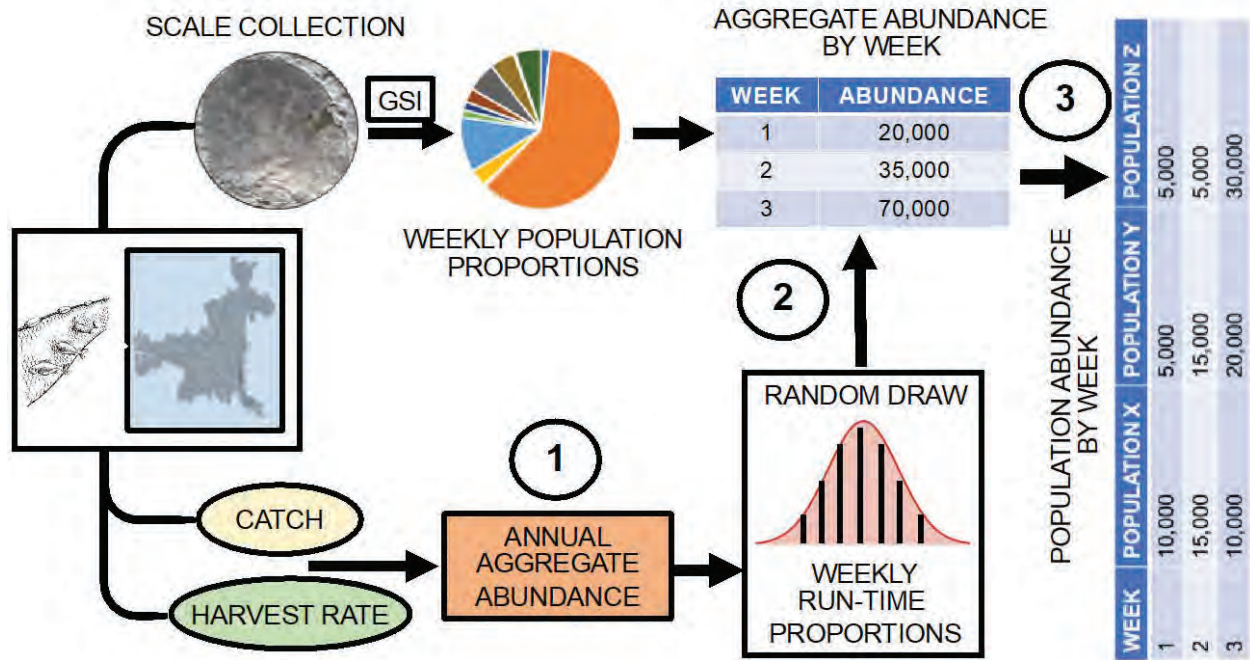 SCALE COLLECTION
GSI
WEEKLY POPULATION
PROPORTIONS
AGGREGATE ABUNDANCE
BY WEEK
WEEK ABUNDANCE
1 20,000
2 35,000
3 70,000
3
2
1
CATCH
HARVEST RATE
ANNUAL
AGGREGATE
ABUNDANCE
RANDOM DRAW
WEEKLY
RUN-TIME
PROPORTIONS
POPULATION ABUNDANCE
BY WEEK
WEEK POPULATION X POPULATION Y POPULATION Z
1 10,000 5,000 5,000
2 15,000 15,000 5,000
3 10,000 20,000 30,000